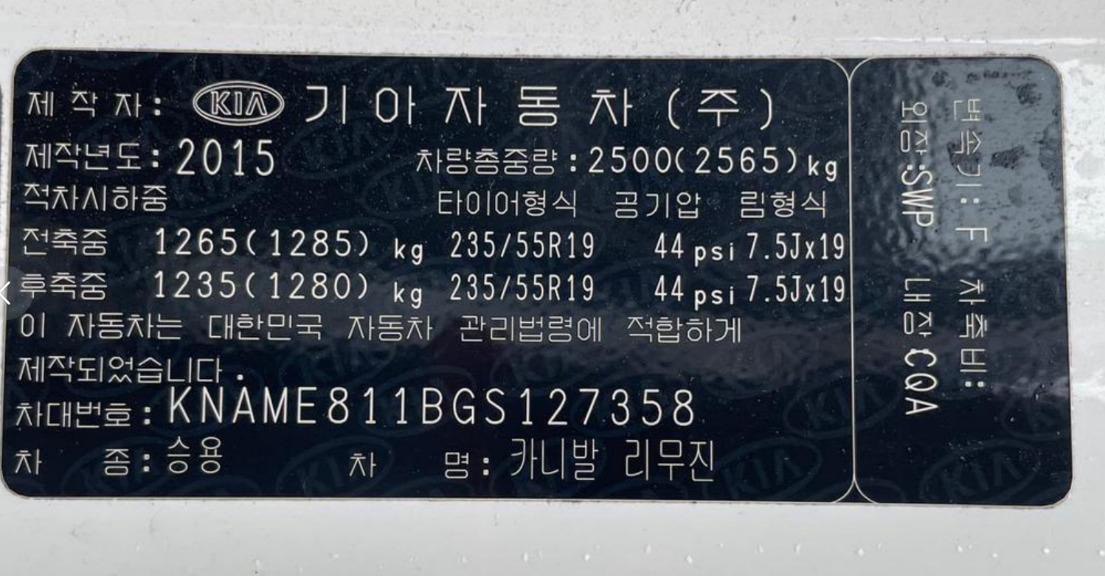 제 작 자: KIA 기아자동차(주)
제작년도: 2015 차량총중량: 2500(2565)kg
적차시하중 타이어형식 공기압 림형식
전축중 1265(1285) kg 235/55R19 44 psi 7.5Jx19
후축중 1235(1280) kg 235/55R19 44 psi 7.5Jx19
이 자동차는 대한민국 자동차 관리법령에 적합하게
제작되었습니다.
차대번호: KNAME811BGS127358
차 종: 승용 차 명: 카니발 리무진
변속기: F 차축비:
외장:SWP 내장CQA